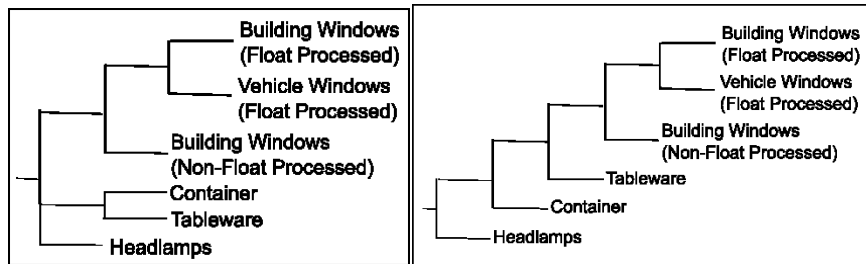 Building Windows
(Float Processed)
Vehicle Windows
(Float Processed)
Building Windows
(Non-Float Processed)
Container
Tableware
Headlamps
Building Windows
(Float Processed)
Vehicle Windows
(Float Processed)
Building Windows
(Non-Float Processed)
Tableware
Container
Headlamps